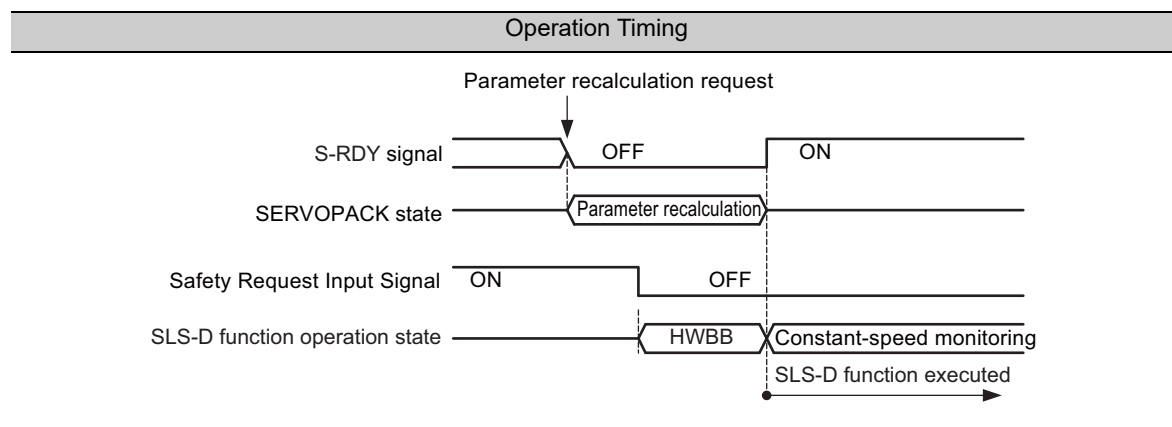 Operation Timing
Parameter recalculation request
S-RDY signal
OFF
ON
SERVOPACK state
Parameter recalculation
Safety Request Input Signal
ON
OFF
SLS-D function operation state
HWBB
Constant-speed monitoring
SLS-D function executed